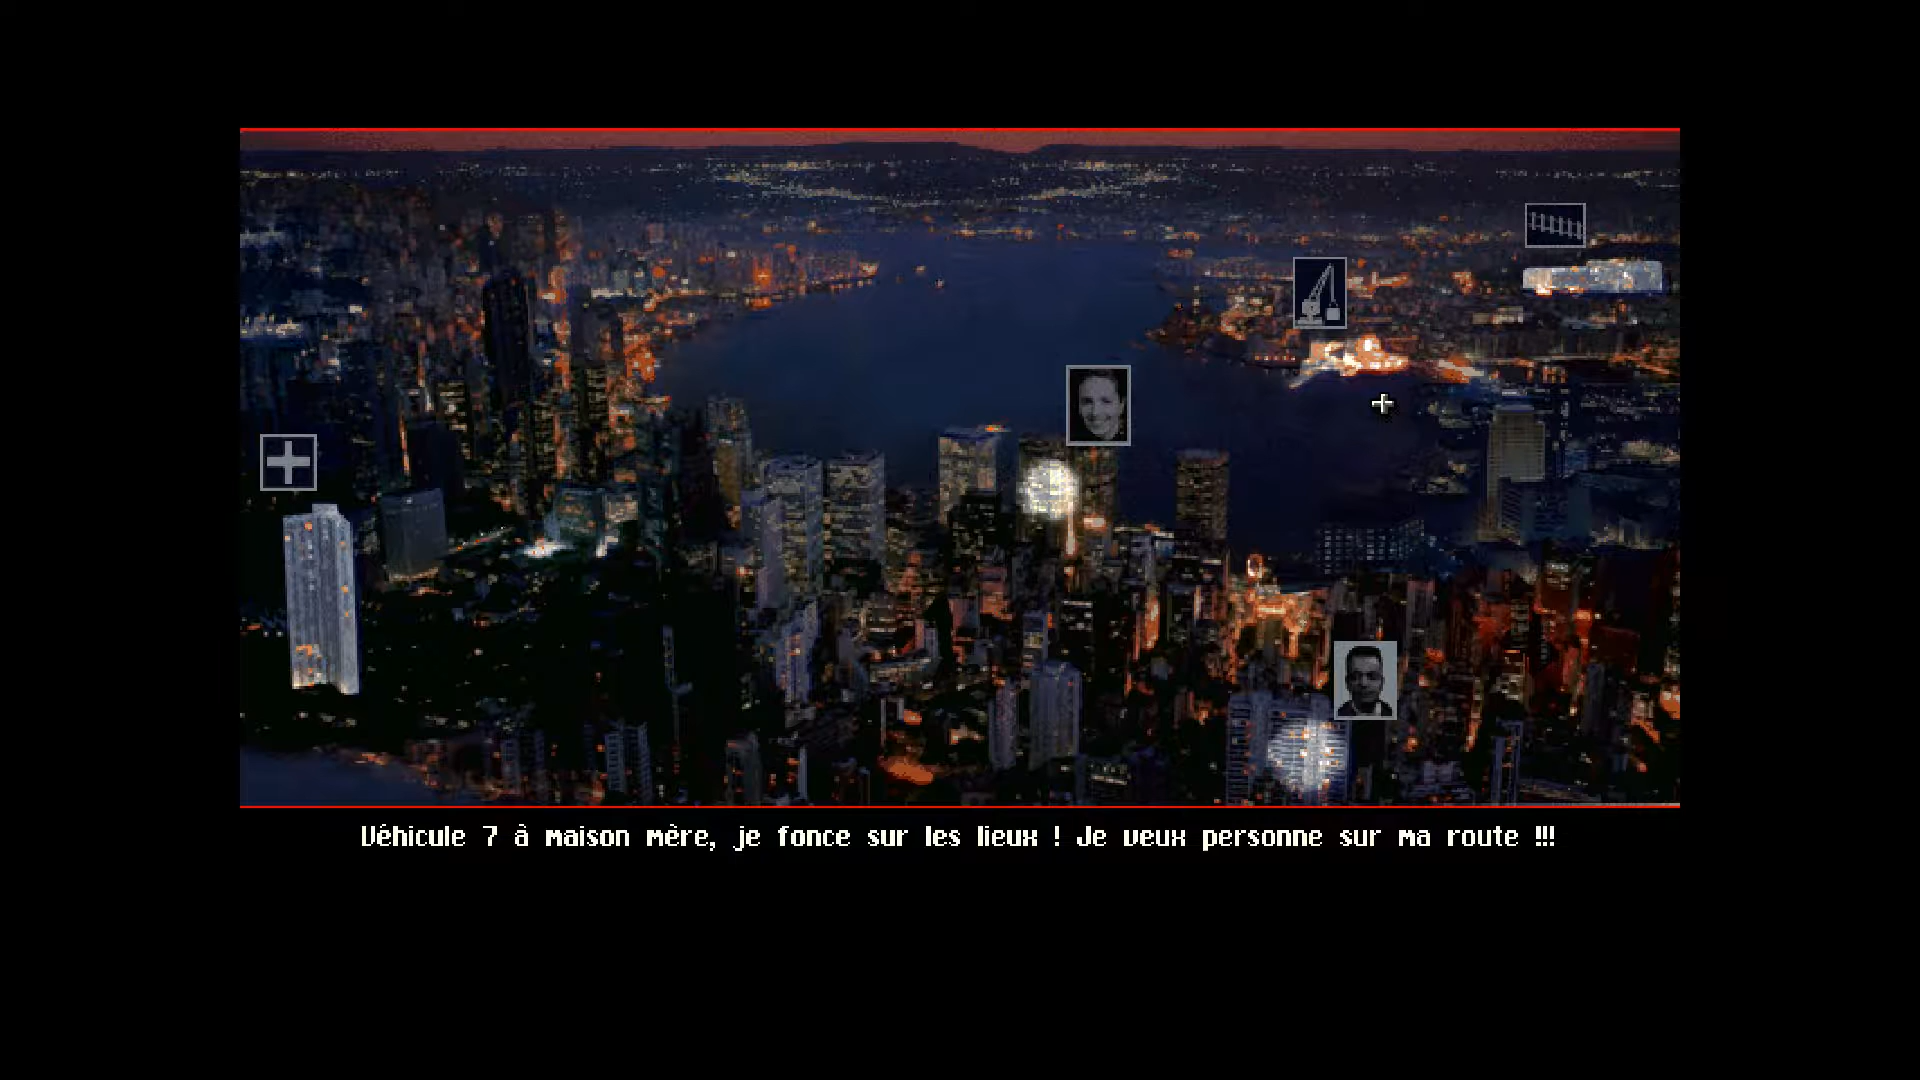 Véhicule 7 à maison mère, je fonce sur les lieux ! Je veux personne sur ma route !!!